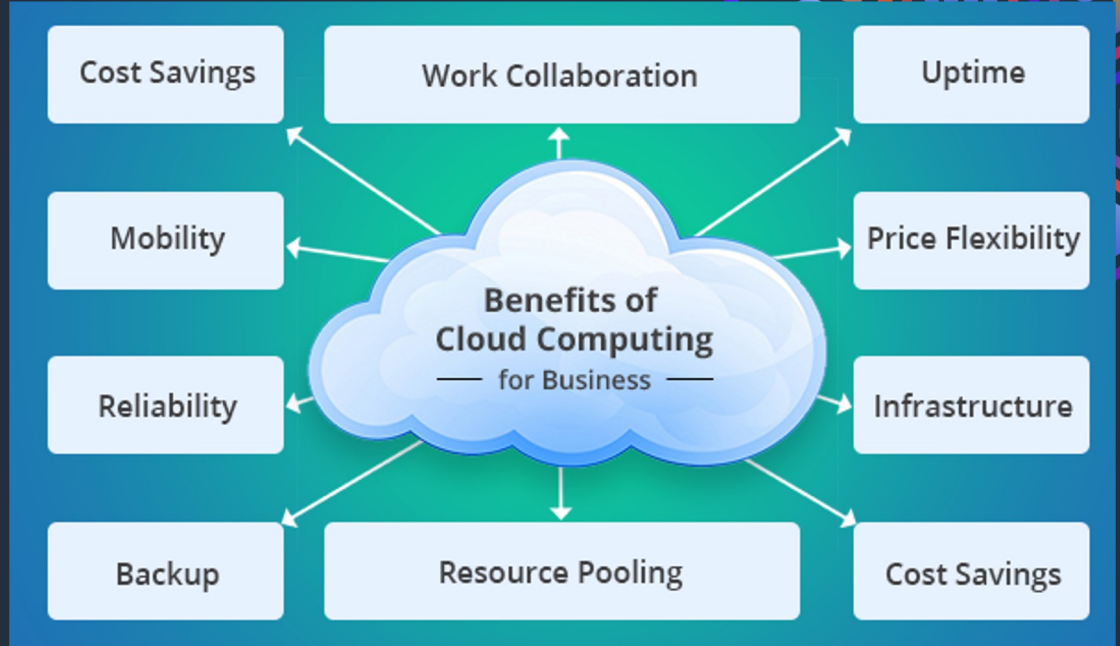 Cost Savings
Work Collaboration
Uptime
Mobility
Price Flexibility
Benefits of
Cloud Computing
for Business
Reliability
Infrastructure
Backup
Resource Pooling
Cost Savings